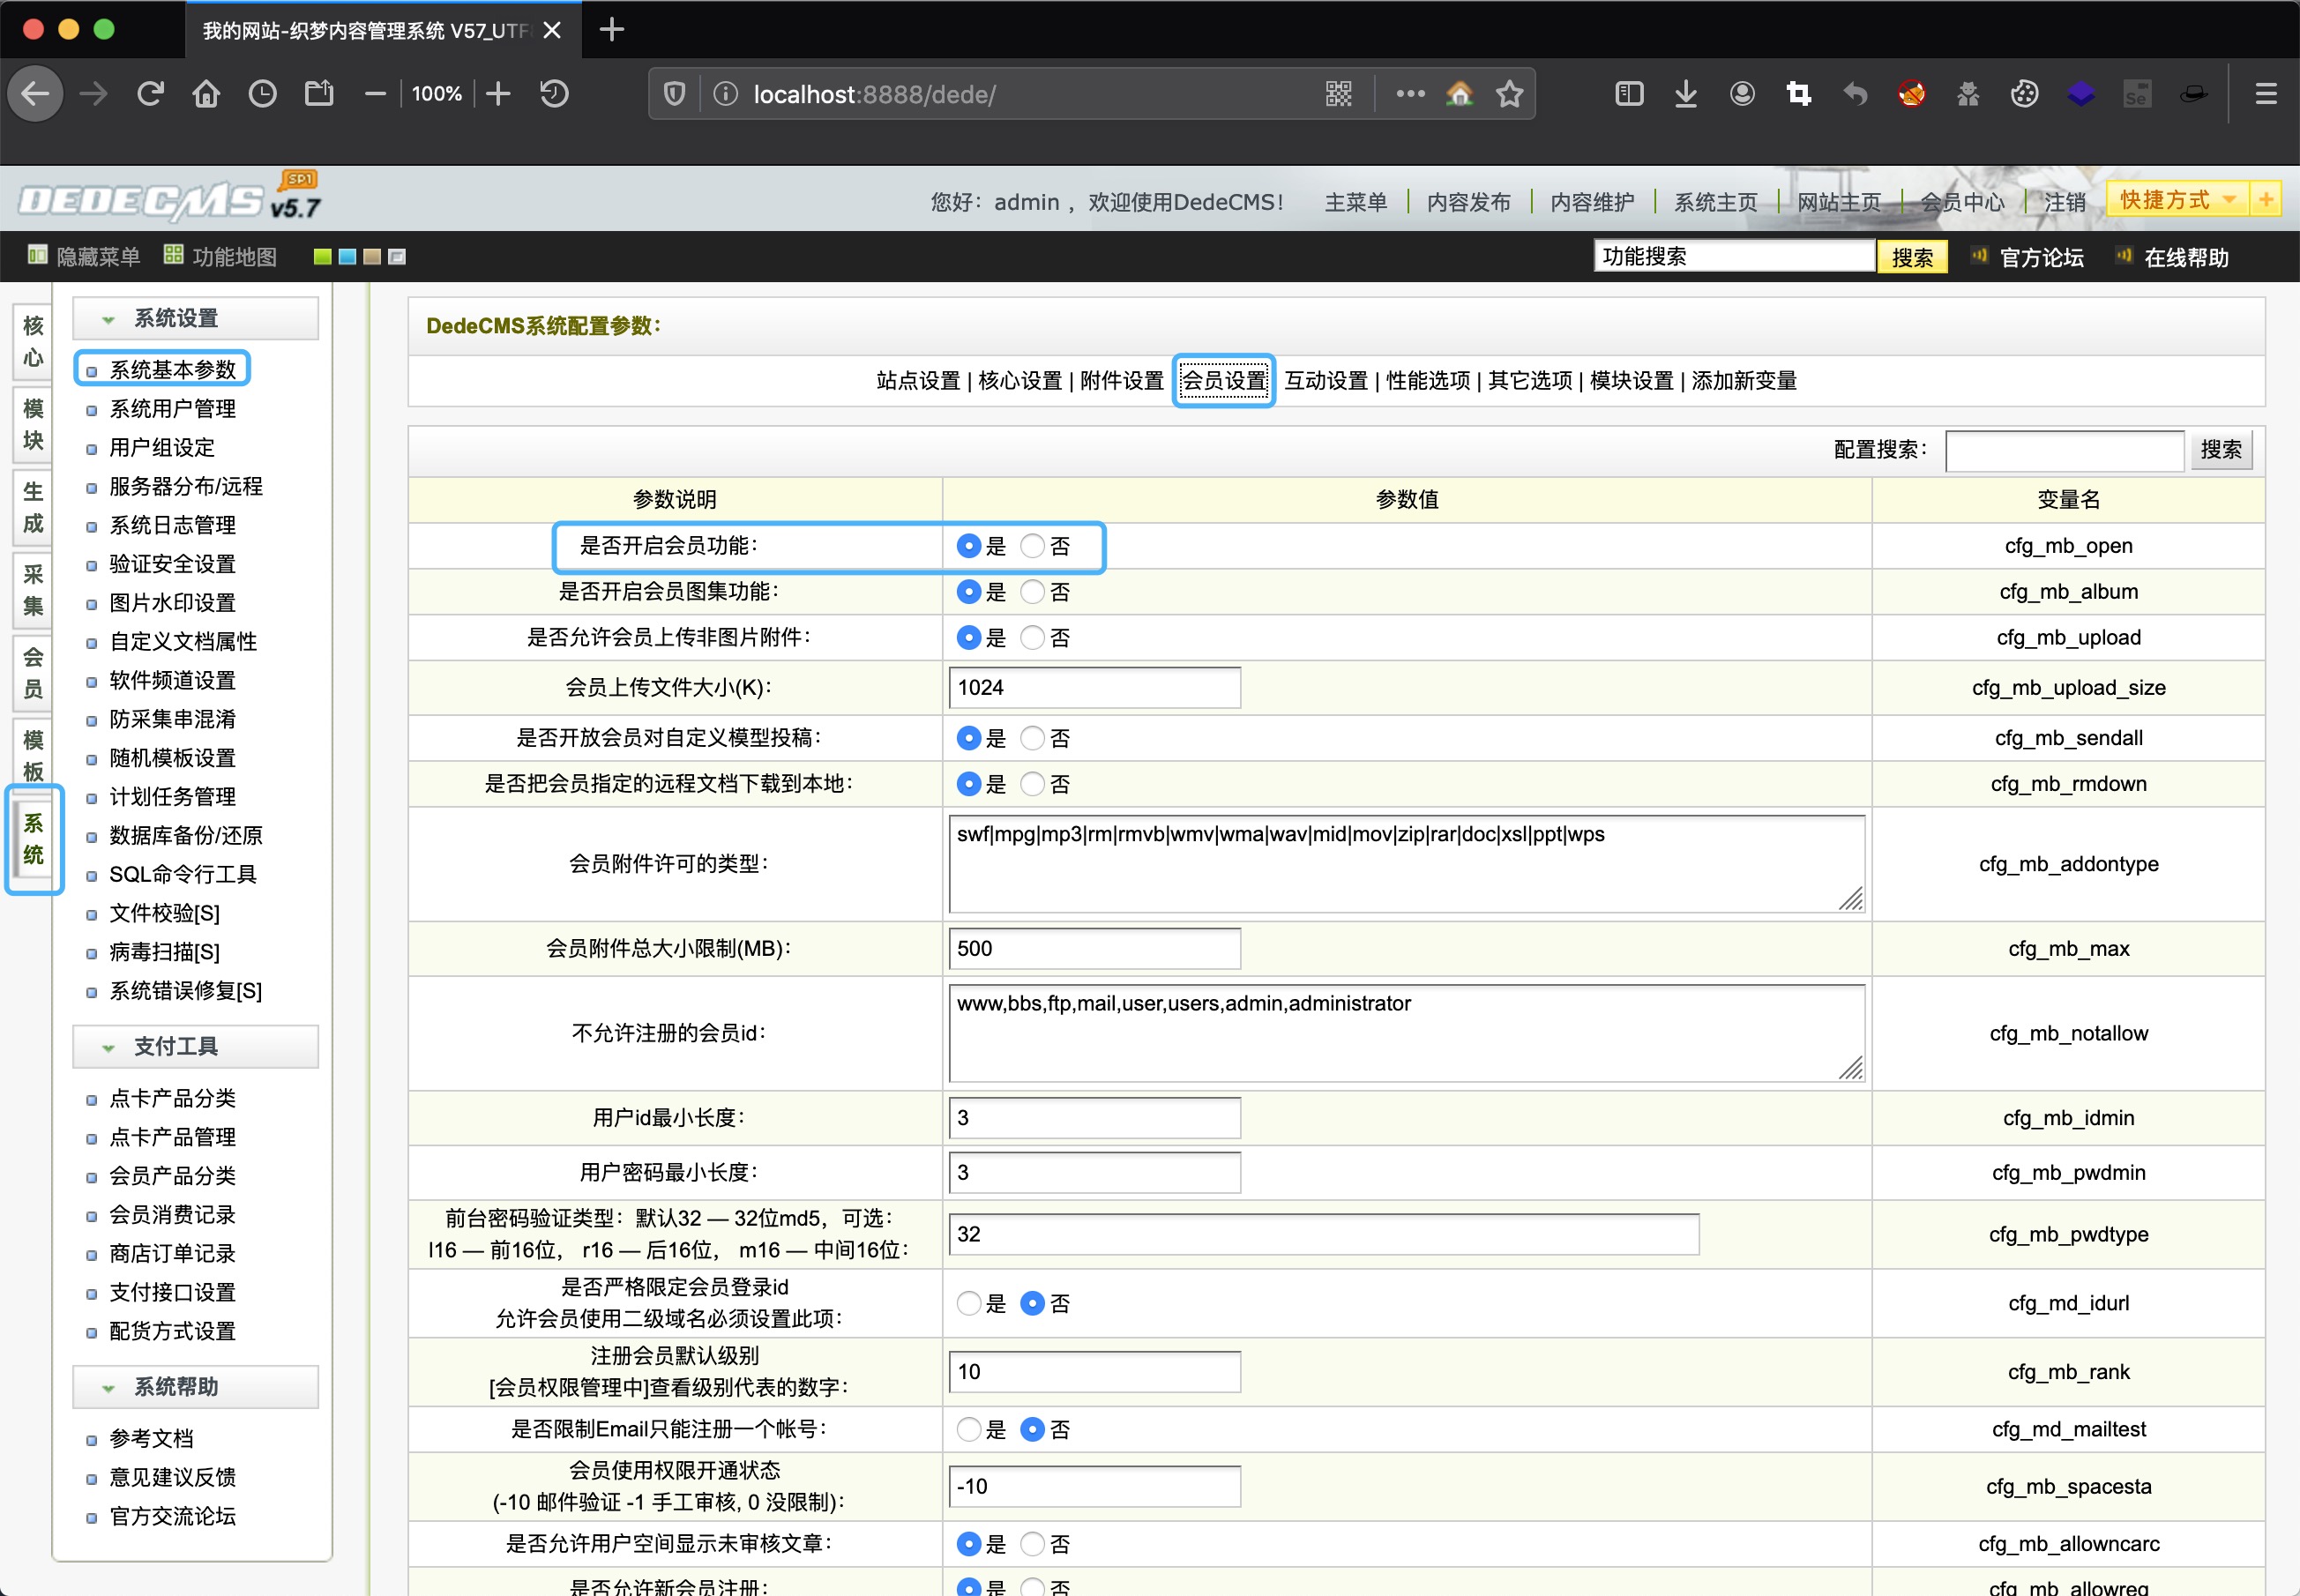 我的网站-织梦内容管理系统 V57_UTF
100%
localhost:8888/dede/
Se
DEDECMS v5.7 SP1
您好：admin ，欢迎使用DedeCMS！ 主菜单 内容发布 内容维护 系统主页 网站主页 会员中心 注销 快捷方式
隐藏菜单 功能地图 功能搜索 搜索 官方论坛 在线帮助
核心
模块
生成
采集
会员
模板
系统
系统设置
系统基本参数
系统用户管理
用户组设定
服务器分布/远程
系统日志管理
验证安全设置
图片水印设置
自定义文档属性
软件频道设置
防采集串混淆
随机模板设置
计划任务管理
数据库备份/还原
SQL命令行工具
文件校验[S]
病毒扫描[S]
系统错误修复[S]
支付工具
点卡产品分类
点卡产品管理
会员产品分类
会员消费记录
商店订单记录
支付接口设置
配货方式设置
系统帮助
参考文档
意见建议反馈
官方交流论坛
DedeCMS系统配置参数：
站点设置 | 核心设置 | 附件设置 会员设置 互动设置 | 性能选项 | 其它选项 | 模块设置 | 添加新变量
配置搜索： 搜索
参数说明 参数值 变量名
是否开启会员功能： 是 否 cfg_mb_open
是否开启会员图集功能： 是 否 cfg_mb_album
是否允许会员上传非图片附件： 是 否 cfg_mb_upload
会员上传文件大小(K)： 1024 cfg_mb_upload_size
是否开放会员对自定义模型投稿： 是 否 cfg_mb_sendall
是否把会员指定的远程文档下载到本地： 是 否 cfg_mb_rmdown
会员附件许可的类型： swf|mpg|mp3|rm|rmvb|wmv|wma|wav|mid|mov|zip|rar|doc|xsl|ppt|wps cfg_mb_addontype
会员附件总大小限制(MB)： 500 cfg_mb_max
不允许注册的会员id： www,bbs,ftp,mail,user,users,admin,administrator cfg_mb_notallow
用户id最小长度： 3 cfg_mb_idmin
用户密码最小长度： 3 cfg_mb_pwdmin
前台密码验证类型：默认32 — 32位md5，可选：
l16 — 前16位， r16 — 后16位， m16 — 中间16位： 32 cfg_mb_pwdtype
是否严格限定会员登录id
允许会员使用二级域名必须设置此项： 是 否 cfg_md_idurl
注册会员默认级别
[会员权限管理中]查看级别代表的数字： 10 cfg_mb_rank
是否限制Email只能注册一个帐号： 是 否 cfg_md_mailtest
会员使用权限开通状态
(-10 邮件验证 -1 手工审核, 0 没限制)： -10 cfg_mb_spacesta
是否允许用户空间显示未审核文章： 是 否 cfg_mb_allowncarc
是否允许新会员注册： 是 否 cfg_mb_allowreg